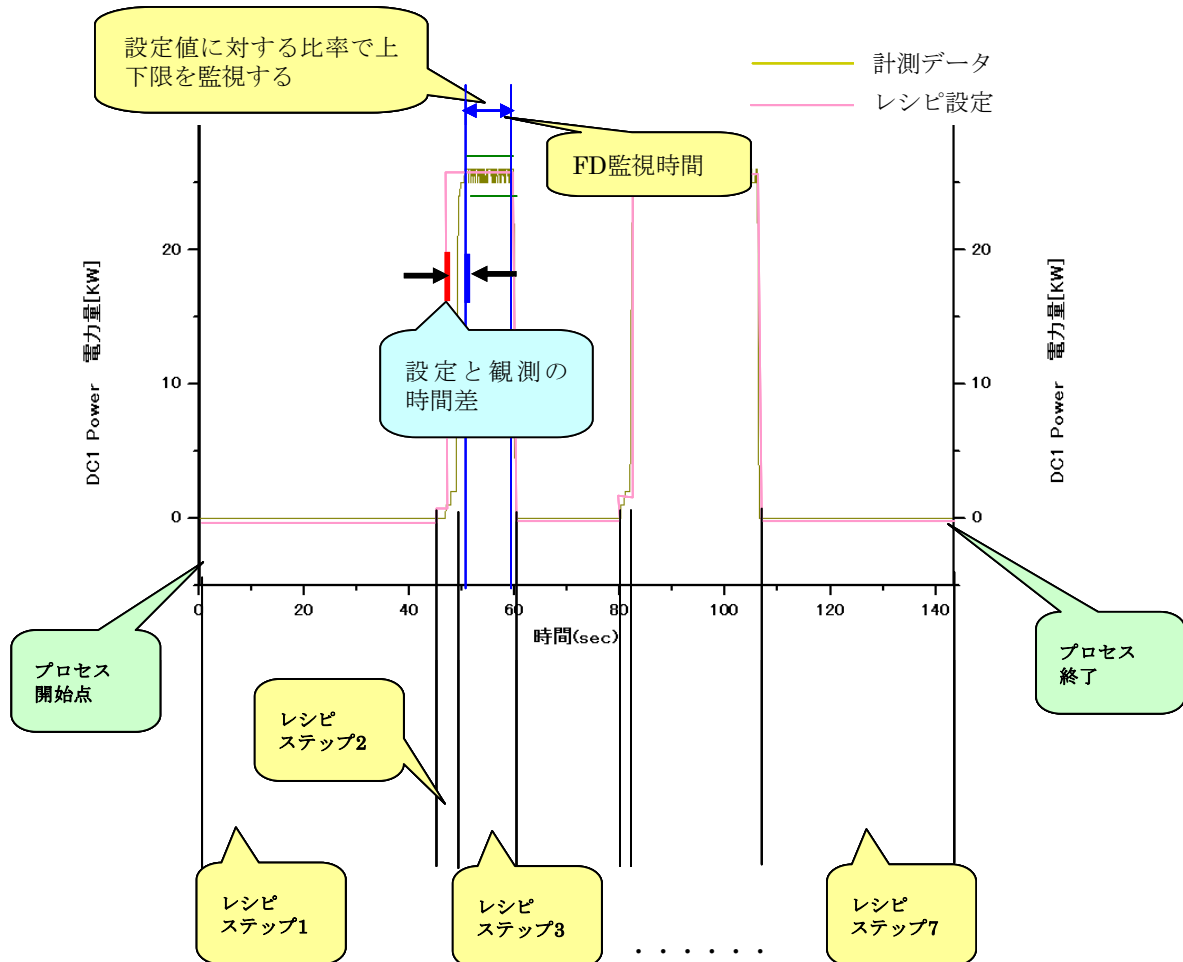 設定値に対する比率で上
下限を監視する
計測データ
レシピ設定
FD監視時間
20
10
0
DC1 Power 電力量[KW]
設定と観測の
時間差
20
10
0
DC1 Power 電力量[KW]
0
20
40
60
80
100
120
140
時間(sec)
プロセス
開始点
プロセス
終了
レシピ
ステップ2
レシピ
ステップ1
レシピ
ステップ3
・・・・・・
レシピ
ステップ7